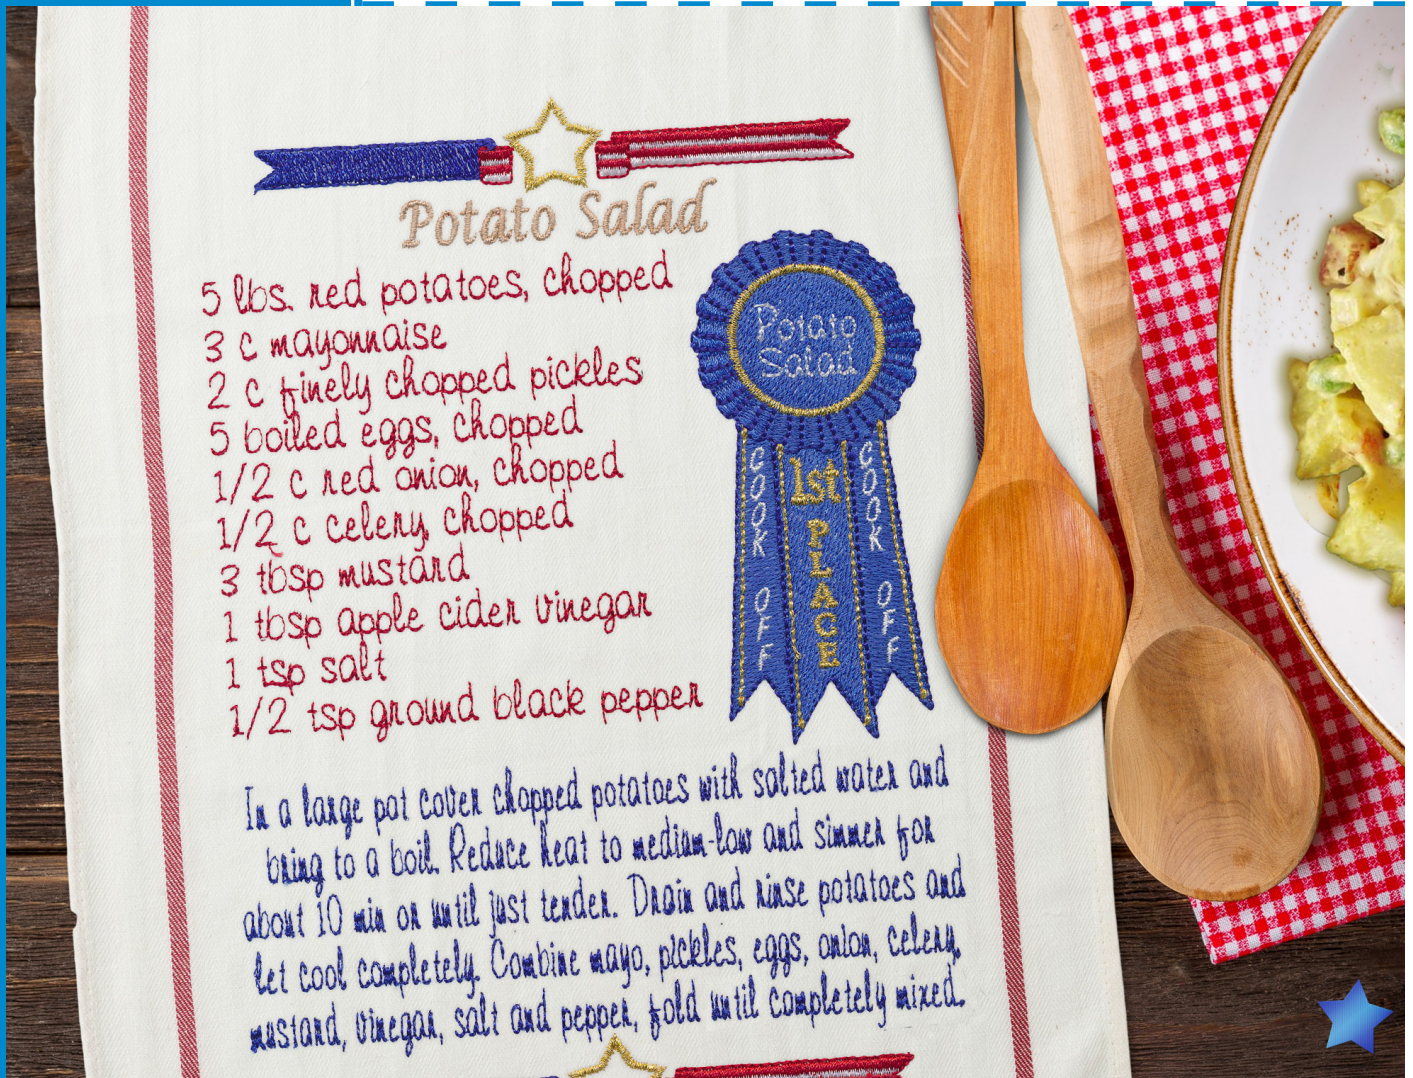 Potato Salad
5 lbs. red potatoes, chopped
3 c mayonnaise
2 c finely chopped pickles
5 boiled eggs, chopped
1/2 c red onion, chopped
1/2 c celery, chopped
3 tbsp mustard
1 tbsp apple cider vinegar
1 tsp salt
1/2 tsp ground black pepper
Potato
Salad
COOK OFF
1st
PLACE
COOK OFF
In a large pot cover chopped potatoes with salted water and
bring to a boil. Reduce heat to medium-low and simmer for
about 10 min or until just tender. Drain and rinse potatoes and
let cool completely. Combine mayo, pickles, eggs, onion, celery,
mustard, vinegar, salt and pepper, fold until completely mixed.